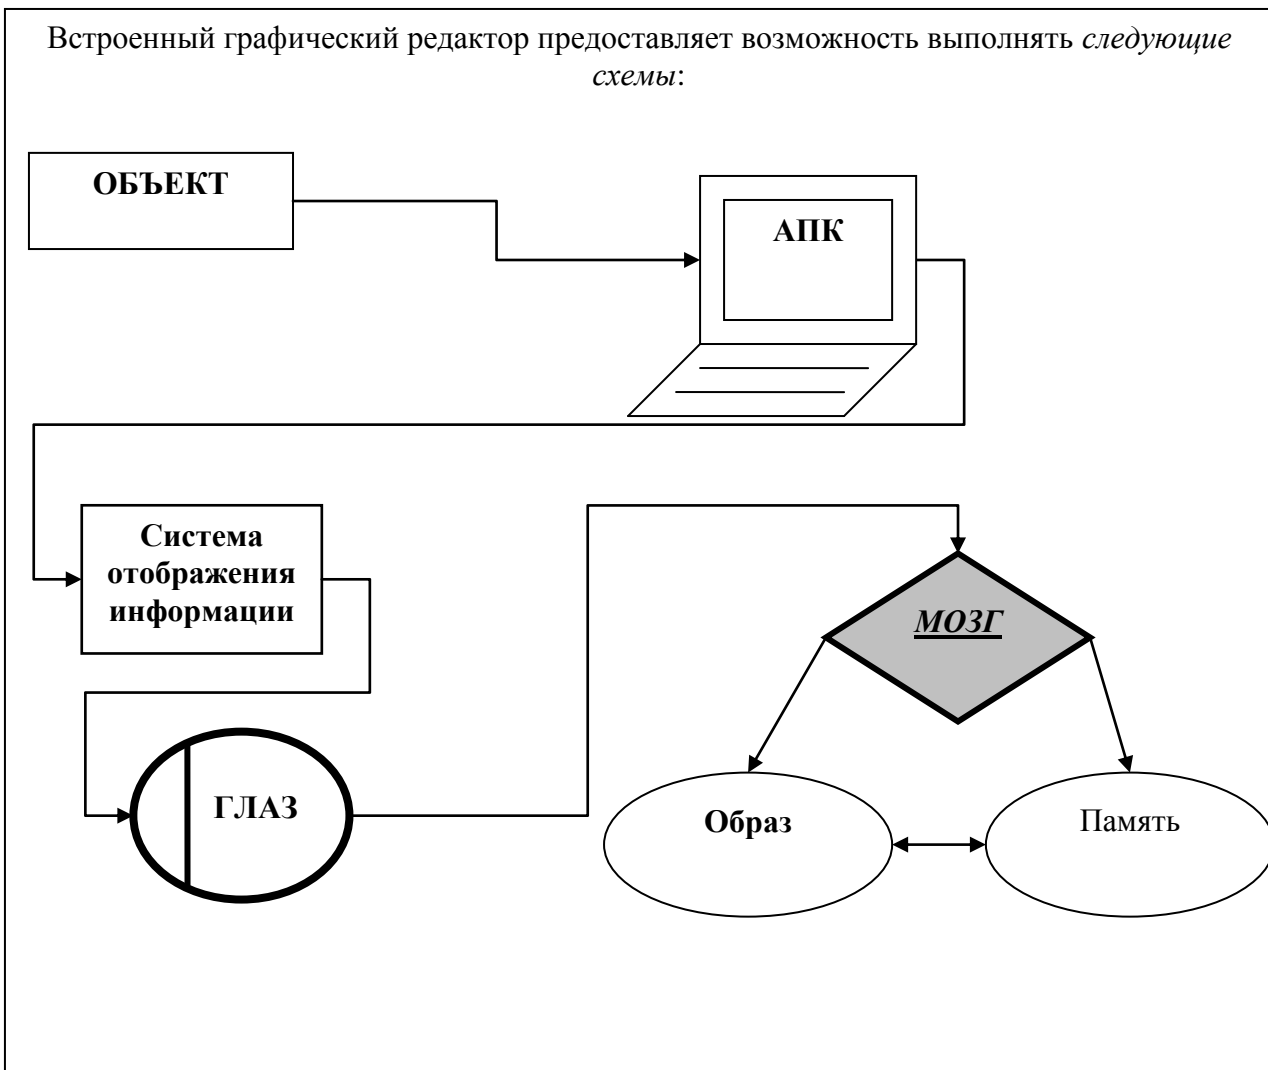 Встроенный графический редактор предоставляет возможность выполнять следующие
схемы:
ОБЪЕКТ
АПК
Система
отображения
информации
МОЗГ
ГЛАЗ
Образ
Память